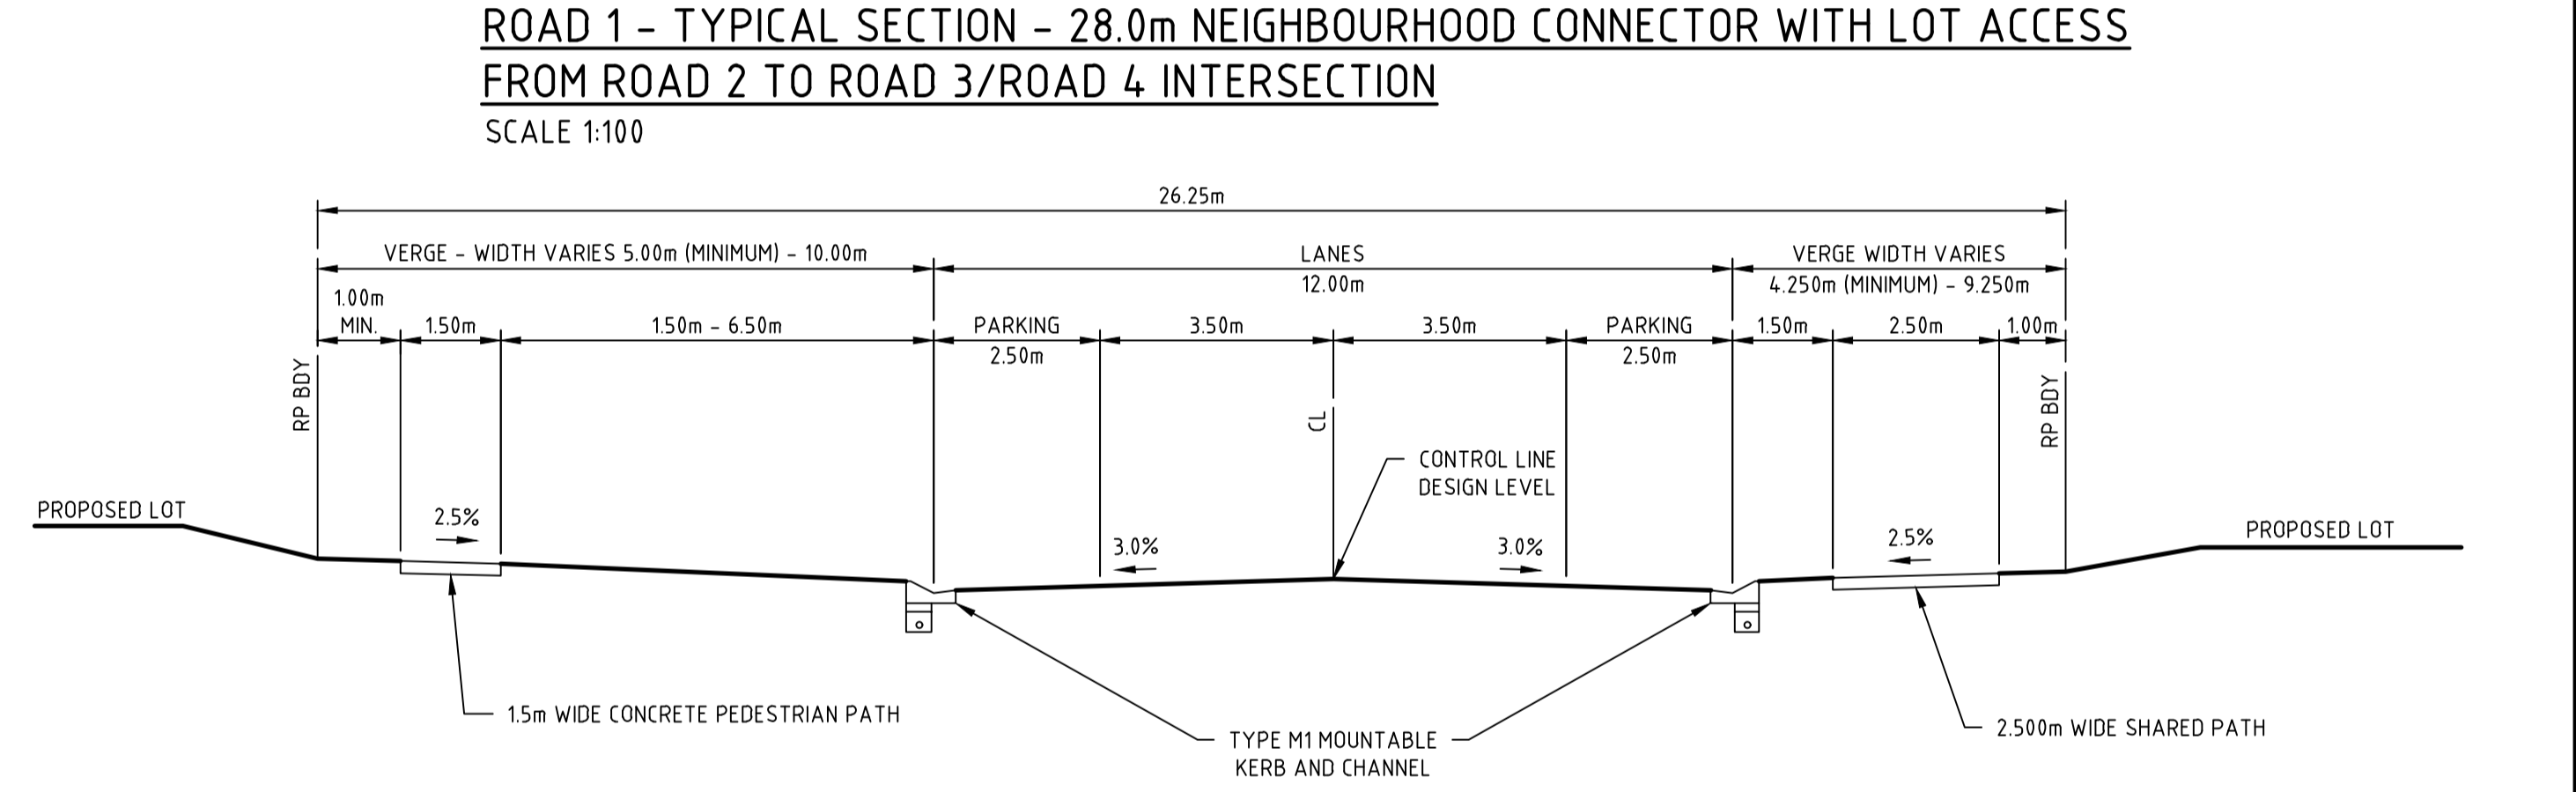 ROAD 1 - TYPICAL SECTION - 28.0m NEIGHBOURHOOD CONNECTOR WITH LOT ACCESS
FROM ROAD 2 TO ROAD 3/ROAD 4 INTERSECTION
SCALE 1:100
26.25m
VERGE - WIDTH VARIES 5.00m (MINIMUM) - 10.00m
LANES
12.00m
VERGE WIDTH VARIES
4.250m (MINIMUM) - 9.250m
1.00m
MIN.
1.50m
1.50m - 6.50m
PARKING
2.50m
3.50m
3.50m
PARKING
2.50m
1.50m
2.50m
1.00m
RP BDY
CL
RP BDY
CONTROL LINE
DESIGN LEVEL
PROPOSED LOT
2.5%
3.0%
3.0%
2.5%
PROPOSED LOT
1.5m WIDE CONCRETE PEDESTRIAN PATH
TYPE M1 MOUNTABLE
KERB AND CHANNEL
2.500m WIDE SHARED PATH